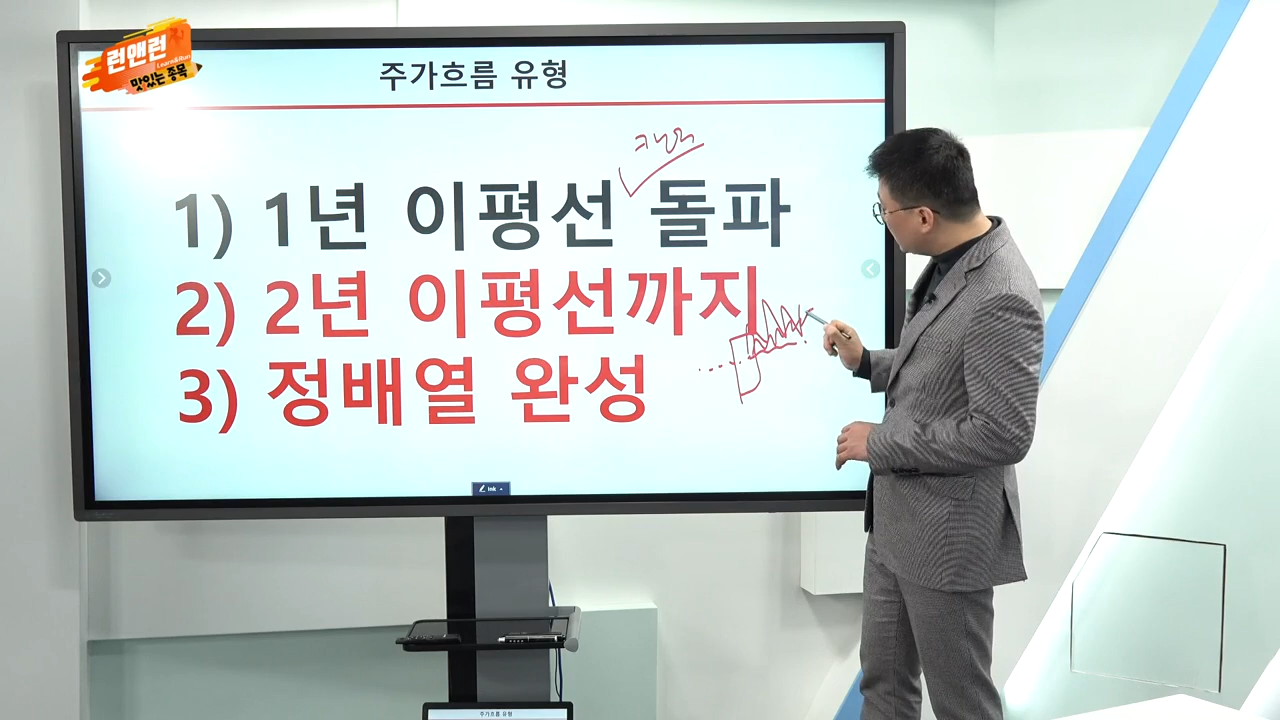 런앤런
Learn&Run
맛있는 종목
주가흐름 유형
1) 1년 이평선 돌파
2) 2년 이평선까지
3) 정배열 완성
Ink
주가흐름 유형